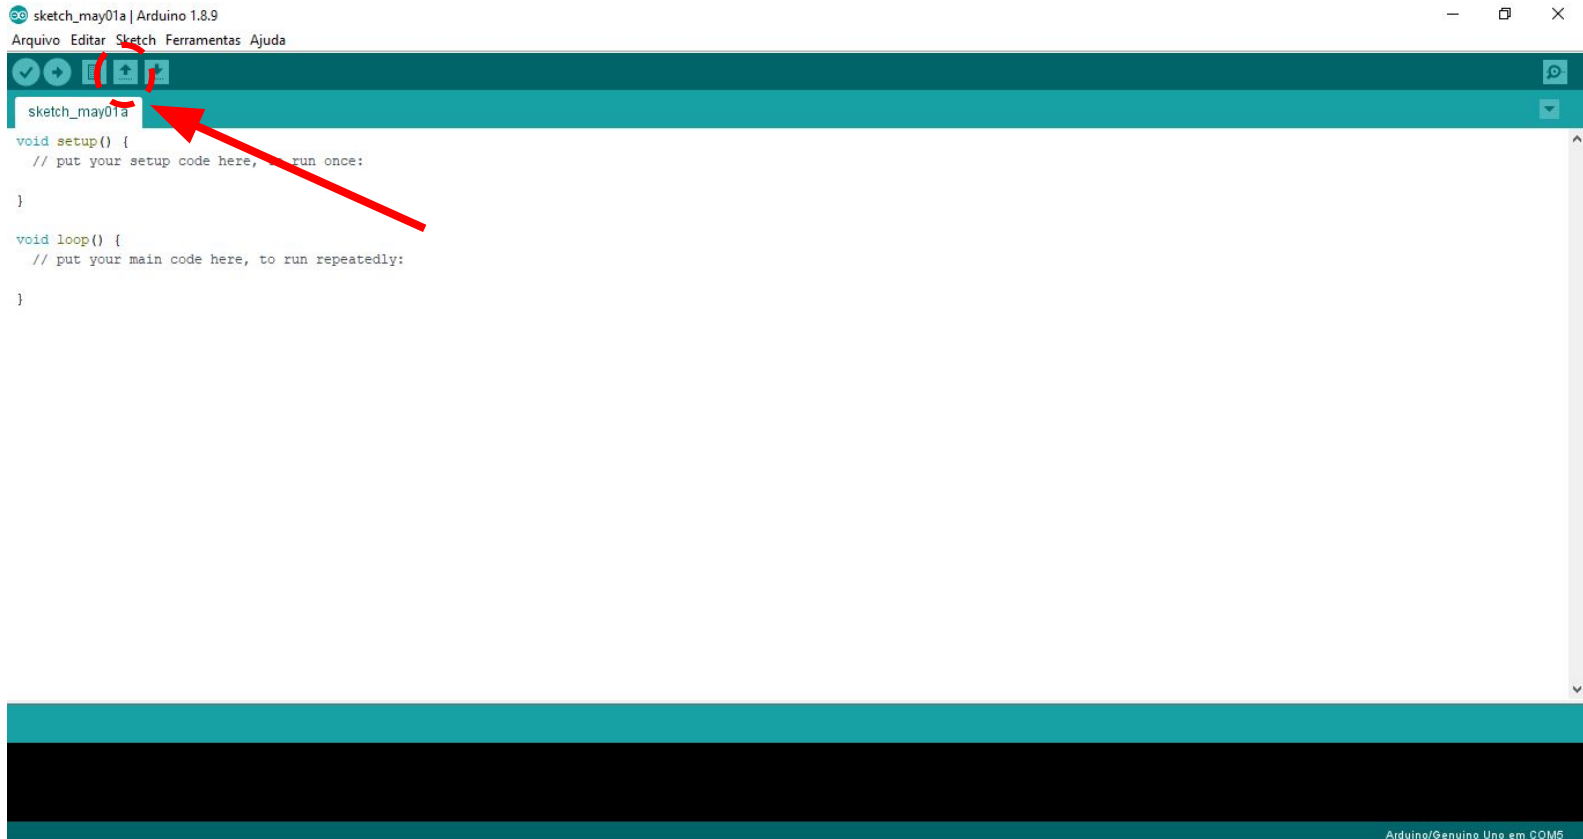 sketch_may01a | Arduino 1.8.9
Arquivo Editar Sketch Ferramentas Ajuda
sketch_may01a
void setup() {
// put your setup code here, to run once:
}
void loop() {
// put your main code here, to run repeatedly:
}
Arduino/Genuino Uno em COM5